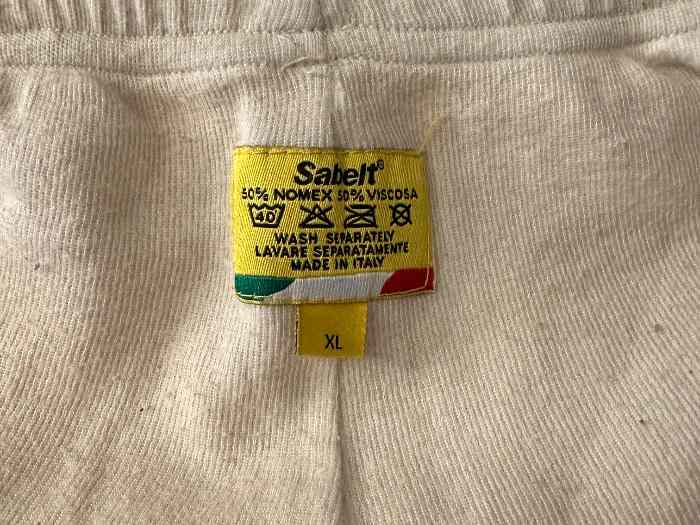 Sabelt®
50% NOMEX 50% VISCOSA
40
WASH SEPARATELY
LAVARE SEPARATAMENTE
MADE IN ITALY
XL